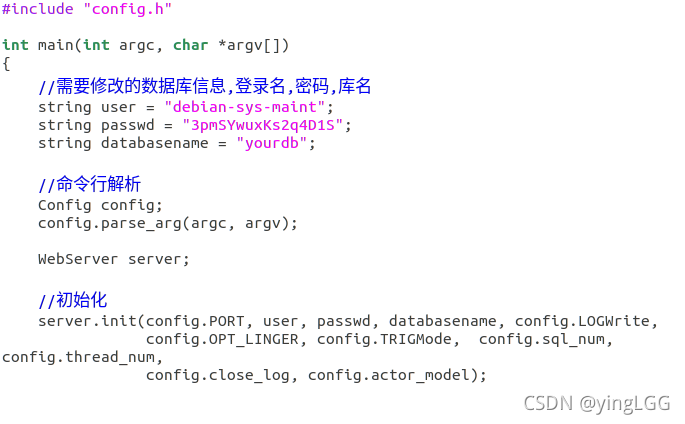 #include "config.h"
int main(int argc, char *argv[])
{
//需要修改的数据库信息,登录名,密码,库名
string user = "debian-sys-maint";
string passwd = "3pmSYwuxKs2q4D1S";
string databasename = "yourdb";
//命令行解析
Config config;
config.parse_arg(argc, argv);
WebServer server;
//初始化
server.init(config.PORT, user, passwd, databasename, config.LOGWrite,
config.OPT_LINGER, config.TRIGMode,  config.sql_num,
config.thread_num,
config.close_log, config.actor_model);
CSDN @yingLGG